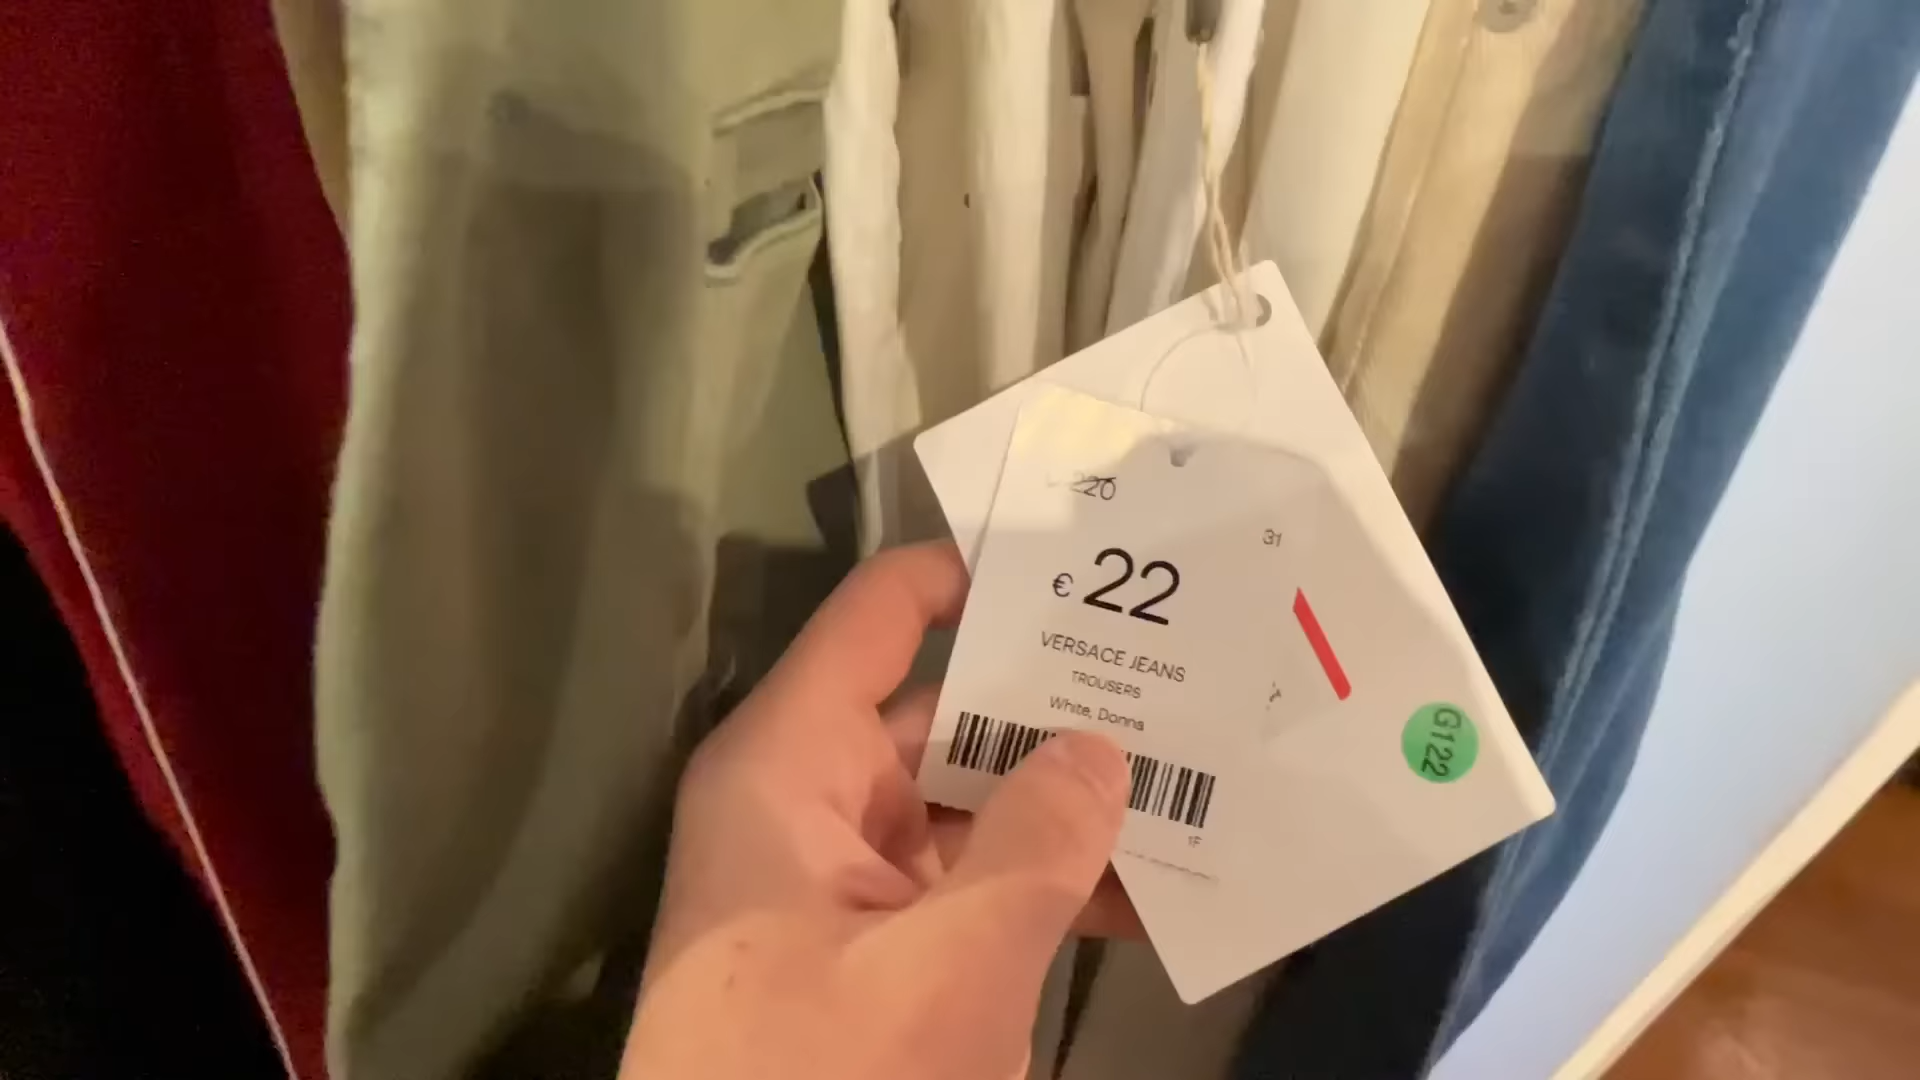 220
31
€ 22
VERSACE JEANS
TROUSERS
White, Donna
1F
G122